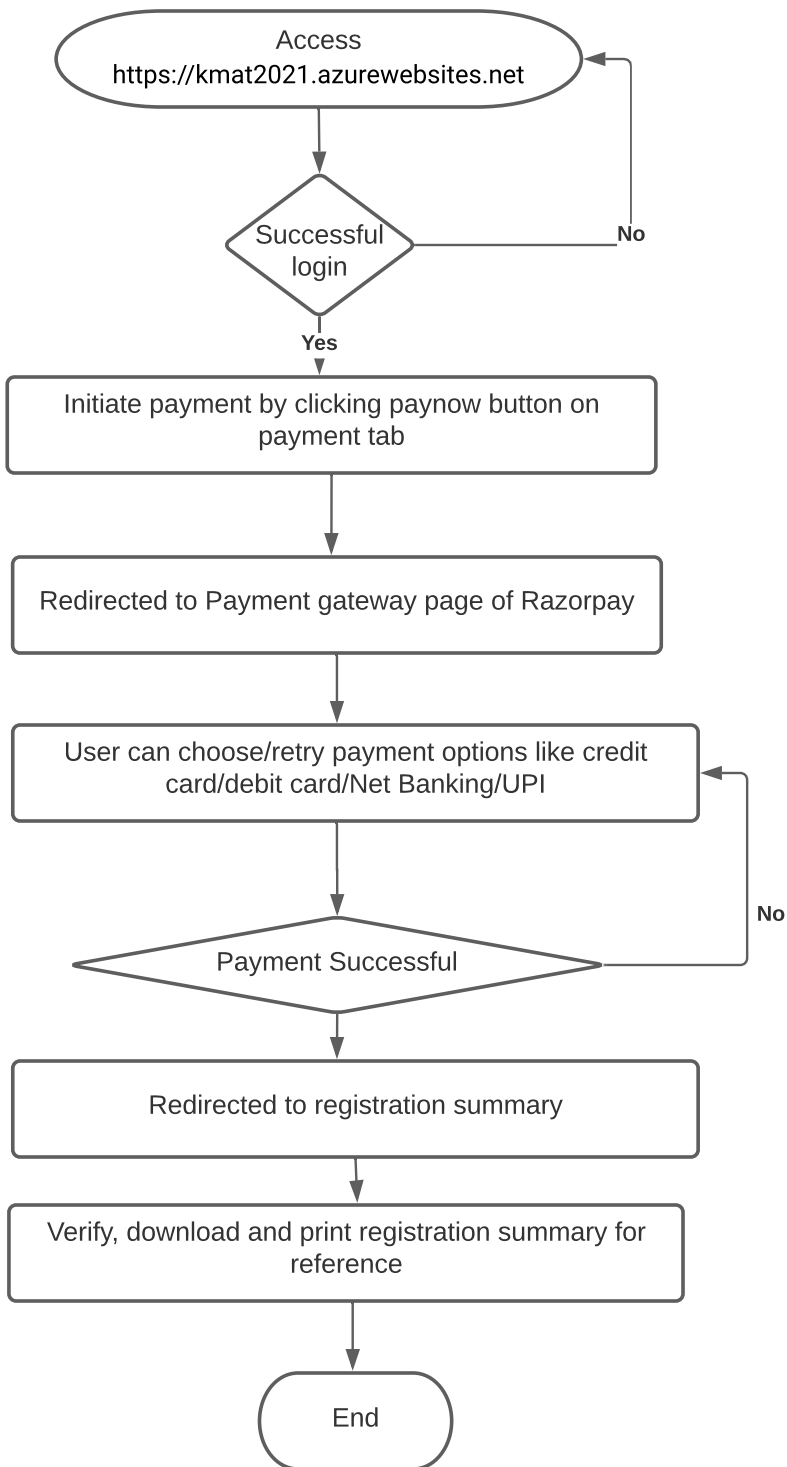 Access
https://kmat2021.azurewebsites.net
Successful
login
No
Yes
Initiate payment by clicking paynow button on
payment tab
Redirected to Payment gateway page of Razorpay
User can choose/retry payment options like credit
card/debit card/Net Banking/UPI
No
Payment Successful
Redirected to registration summary
Verify, download and print registration summary for
reference
End